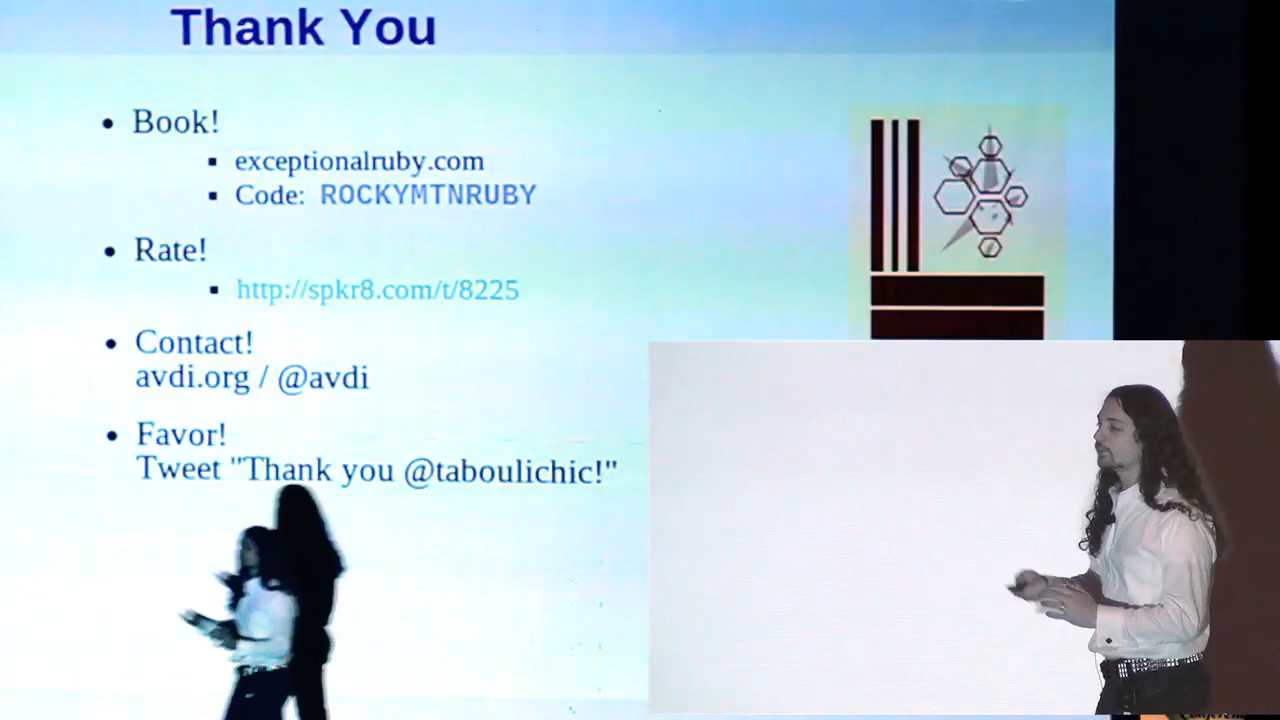 Thank You
Book!
exceptionalruby.com
Code: ROCKYMTNRUBY
Rate!
http://spkr8.com/t/8225
Contact!
avdi.org / @avdi
Favor!
Tweet "Thank you @taboulichic!"